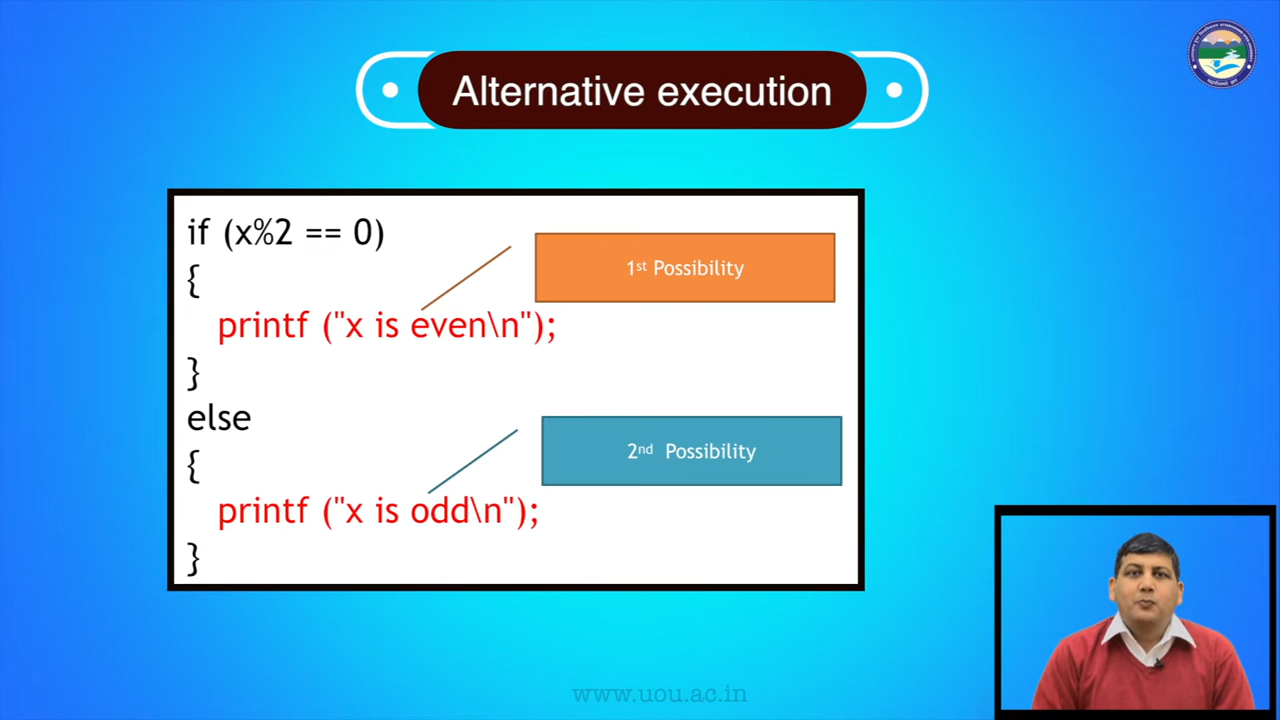 Alternative execution
if (x%2 == 0)
{
printf ("x is even\n");
}
else
{
printf ("x is odd\n");
}
1st Possibility
2nd Possibility
www.uou.ac.in